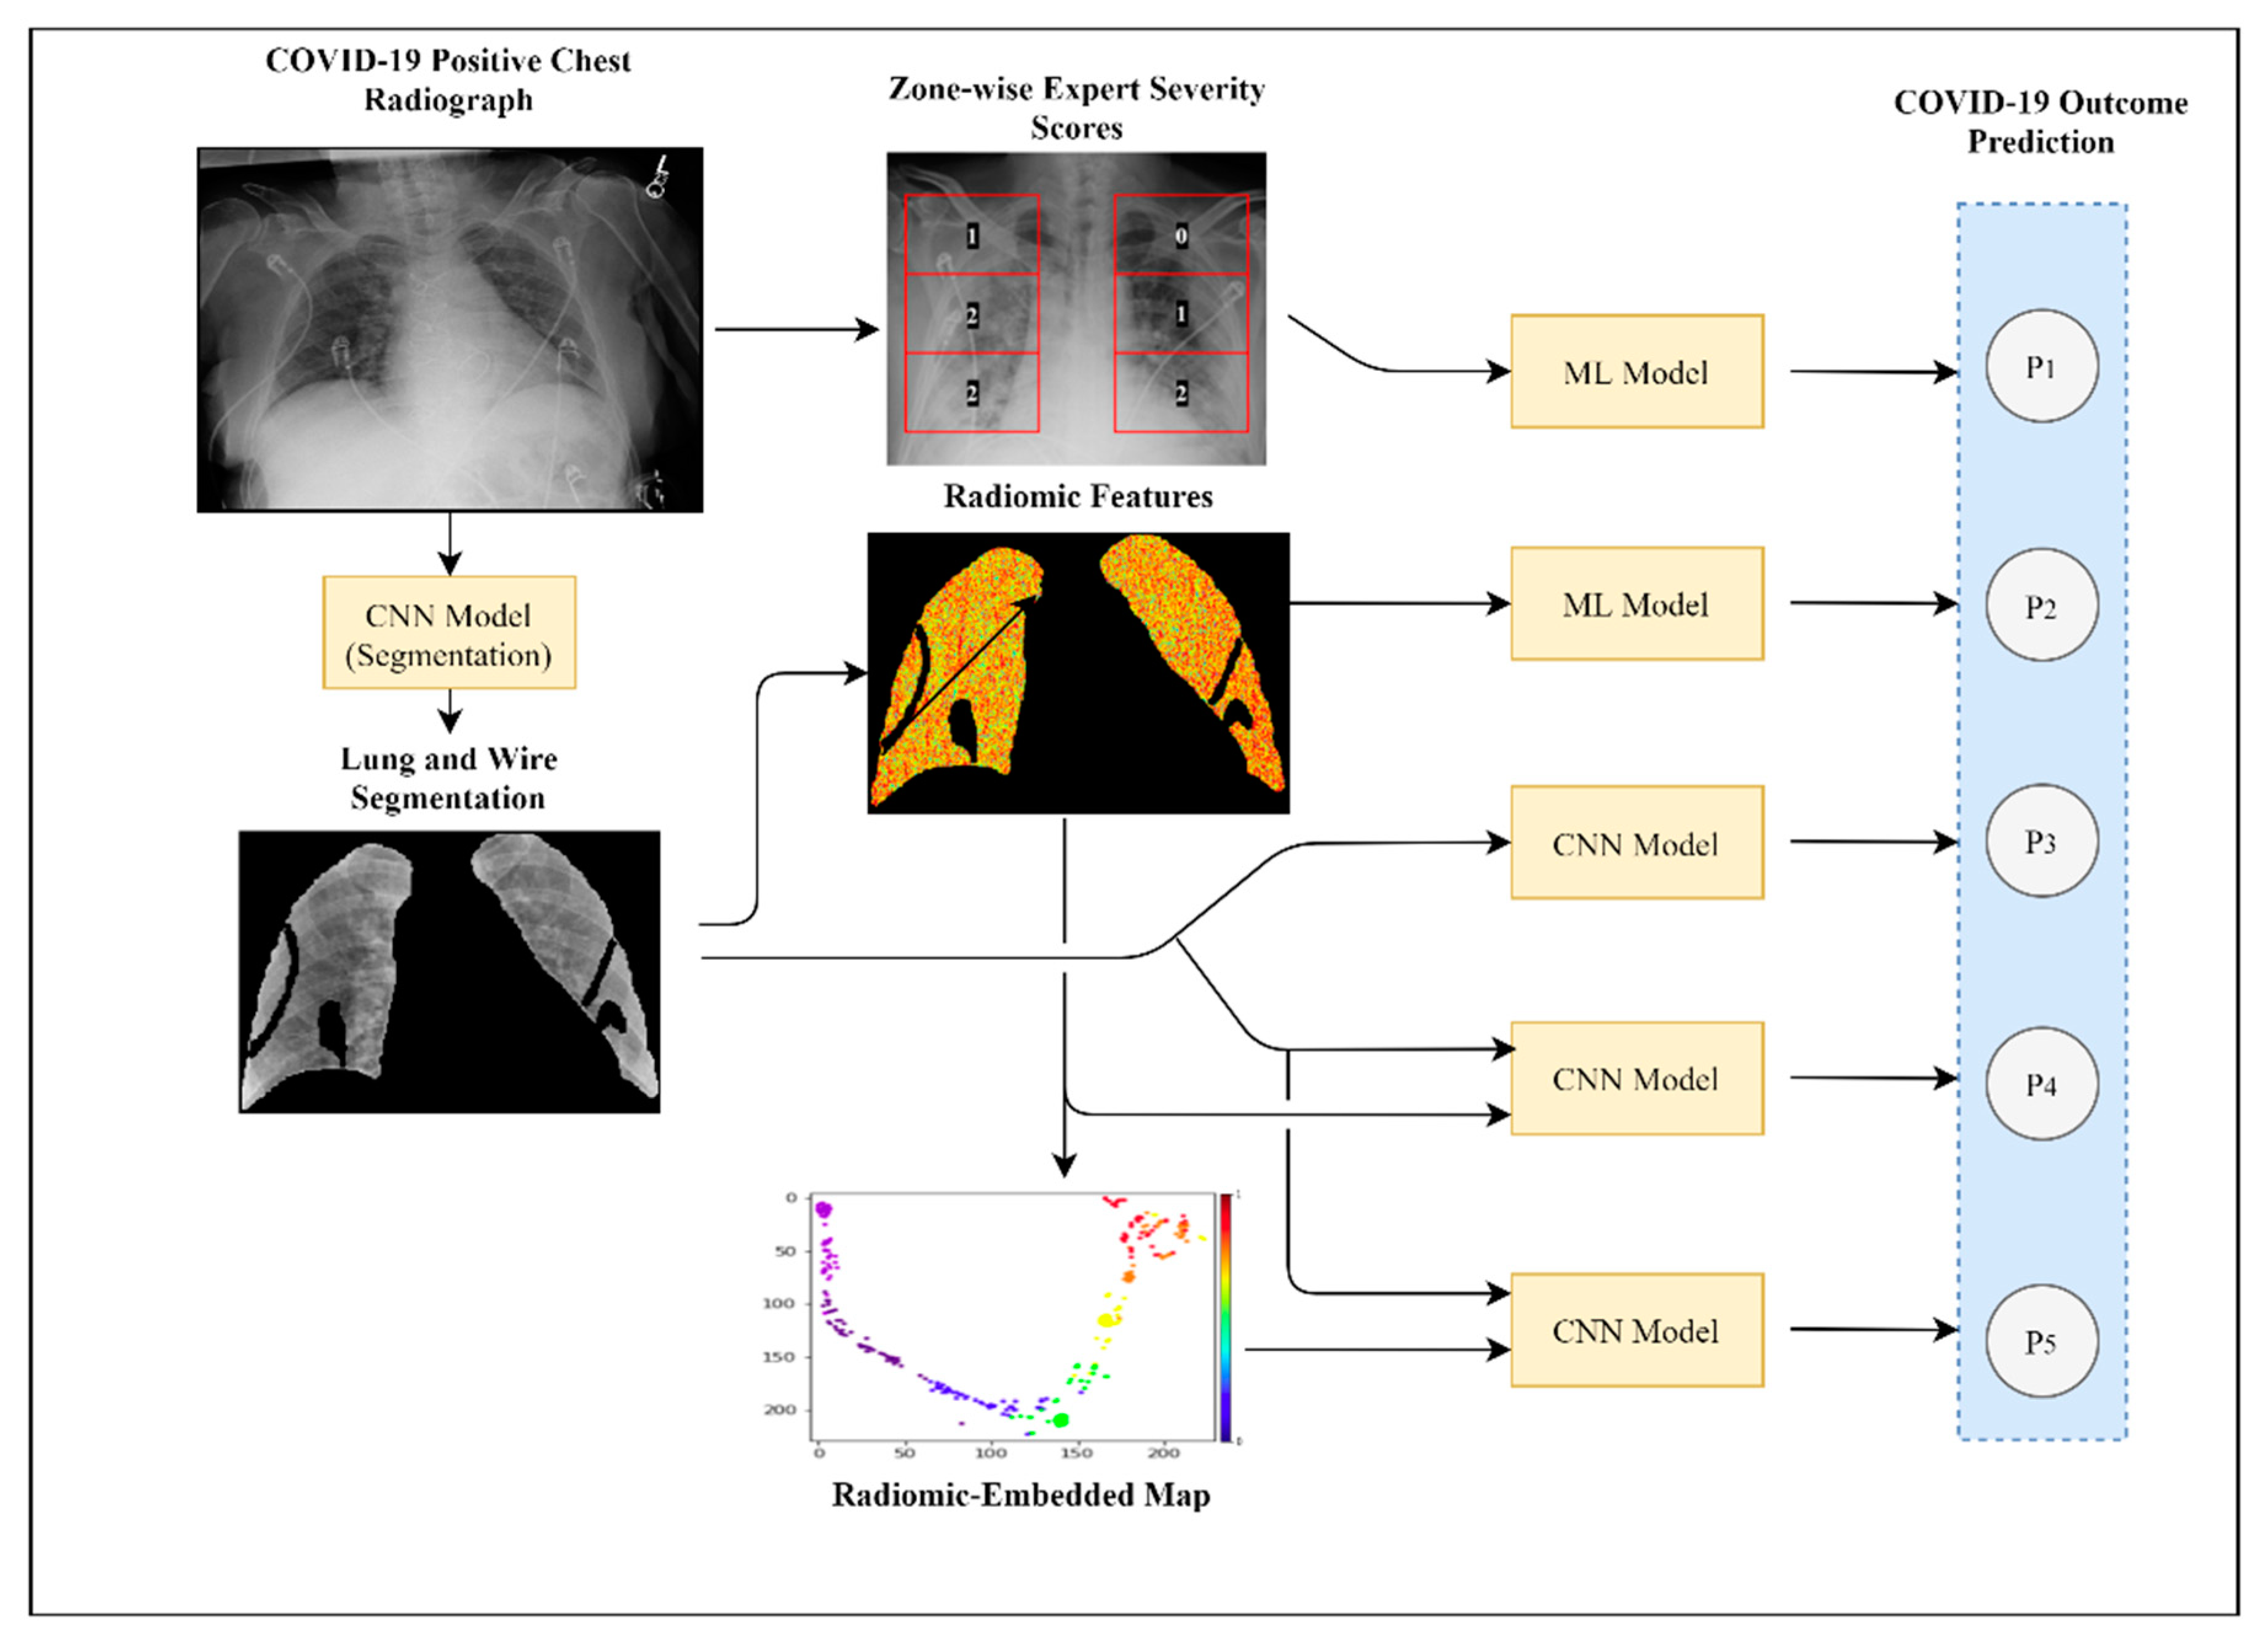 COVID-19 Positive Chest
Radiograph
Zone-wise Expert Severity
Scores
COVID-19 Outcome
Prediction
1
0
2
1
2
2
ML Model
P1
Radiomic Features
CNN Model
(Segmentation)
ML Model
P2
Lung and Wire
Segmentation
CNN Model
P3
CNN Model
P4
0
50
100
150
200
0
50
100
150
200
1
0
CNN Model
P5
Radiomic-Embedded Map